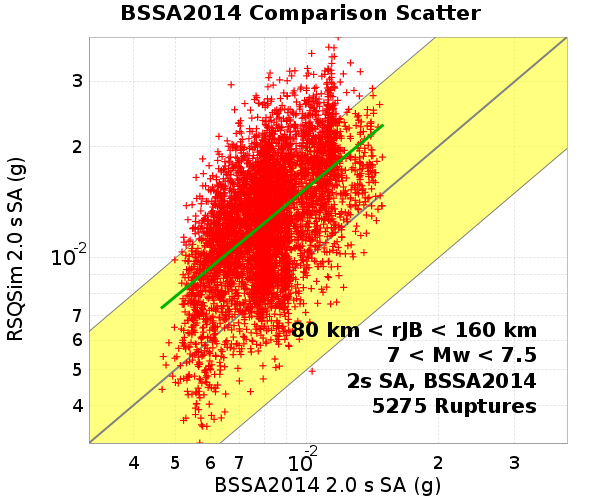 BSSA2014 Comparison Scatter
RSQSim 2.0 s SA (g)
3
2
10-2
7
6
5
4
80 km < rJB < 160 km
7 < Mw < 7.5
2s SA, BSSA2014
5275 Ruptures
4 5 6 7 10-2 2 3
BSSA2014 2.0 s SA (g)